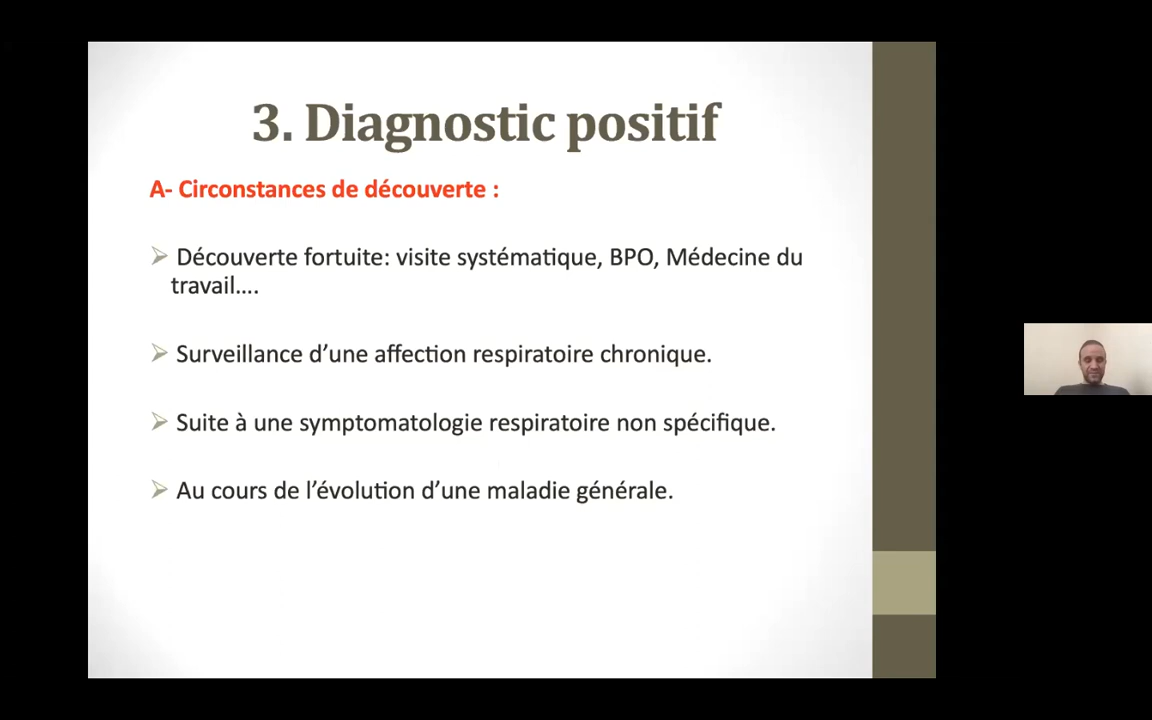 3. Diagnostic positif
A- Circonstances de découverte :
Découverte fortuite: visite systématique, BPO, Médecine du
travail….
Surveillance d’une affection respiratoire chronique.
Suite à une symptomatologie respiratoire non spécifique.
Au cours de l’évolution d’une maladie générale.